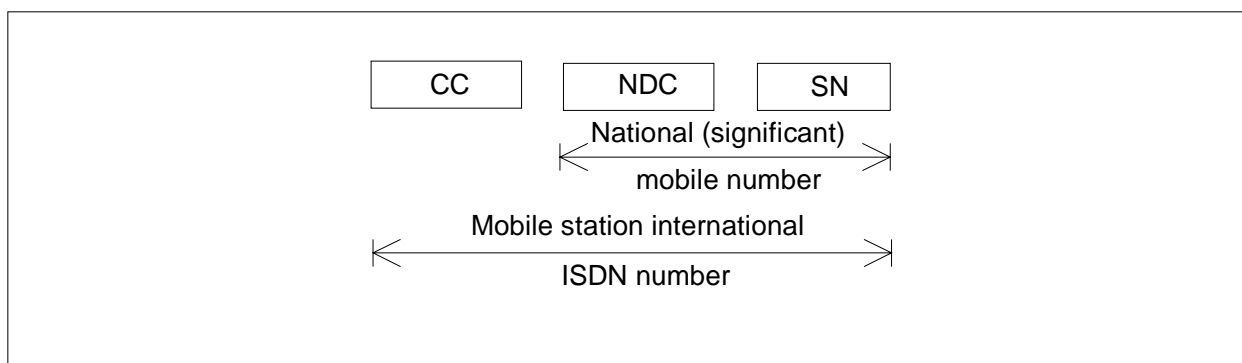 CC NDC SN
National (significant)
mobile number
Mobile station international
ISDN number